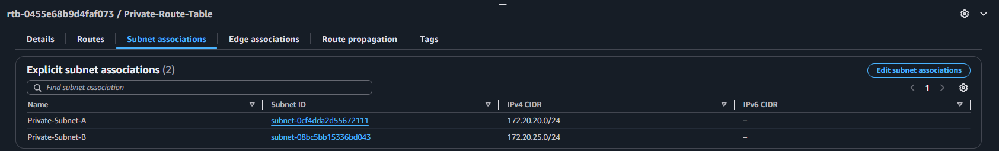 rtb-0455e68b9d4faf073 / Private-Route-Table
Details Routes Subnet associations Edge associations Route propagation Tags
Explicit subnet associations (2)
Edit subnet associations
Find subnet association
1
Name Subnet ID IPv4 CIDR IPv6 CIDR
Private-Subnet-A subnet-0cf4dda2d55672111 172.20.20.0/24 –
Private-Subnet-B subnet-08bc5bb15336bd043 172.20.25.0/24 –